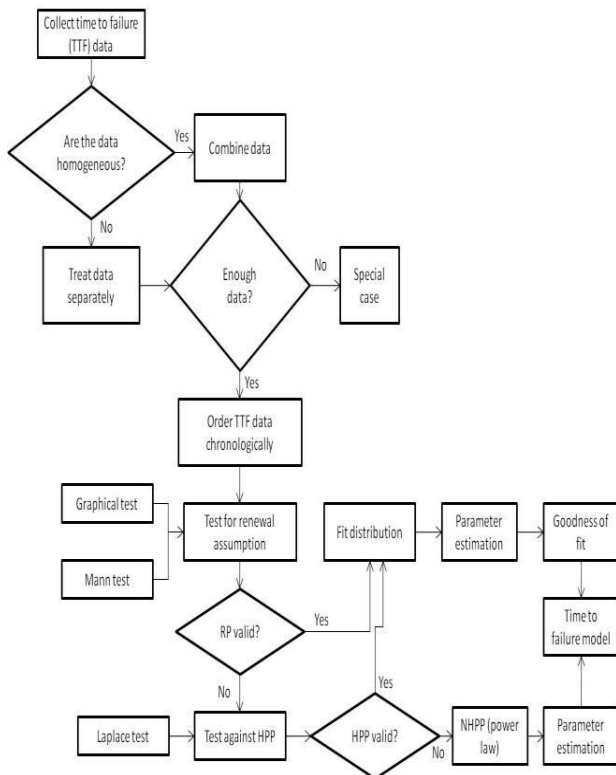 Collect time to failure
(TTF) data
Are the data
homogeneous?
Yes
Combine data
No
Treat data
separately
Enough
data?
No
Special
case
Yes
Order TTF data
chronologically
Graphical test
Mann test
Test for renewal
assumption
Fit distribution
Parameter
estimation
Goodness of
fit
RP valid?
Yes
Time to
failure model
No
Yes
Laplace test
Test against HPP
HPP valid?
No
NHPP (power
law)
Parameter
estimation